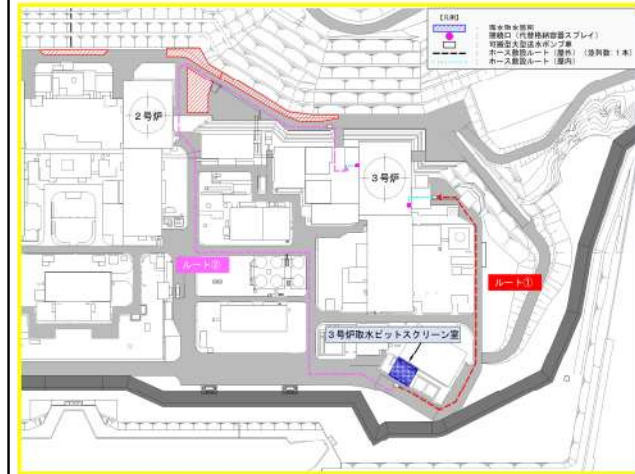 【凡例】
海水取水箇所
接続口（代替格納容器スプレイ）
可搬型大型送水ポンプ車
ホース敷設ルート（屋外）（並列数：1本）
ホース敷設ルート（屋内）
2号炉
3号炉
ルート②
ルート①
3号炉取水ピットスクリーン室